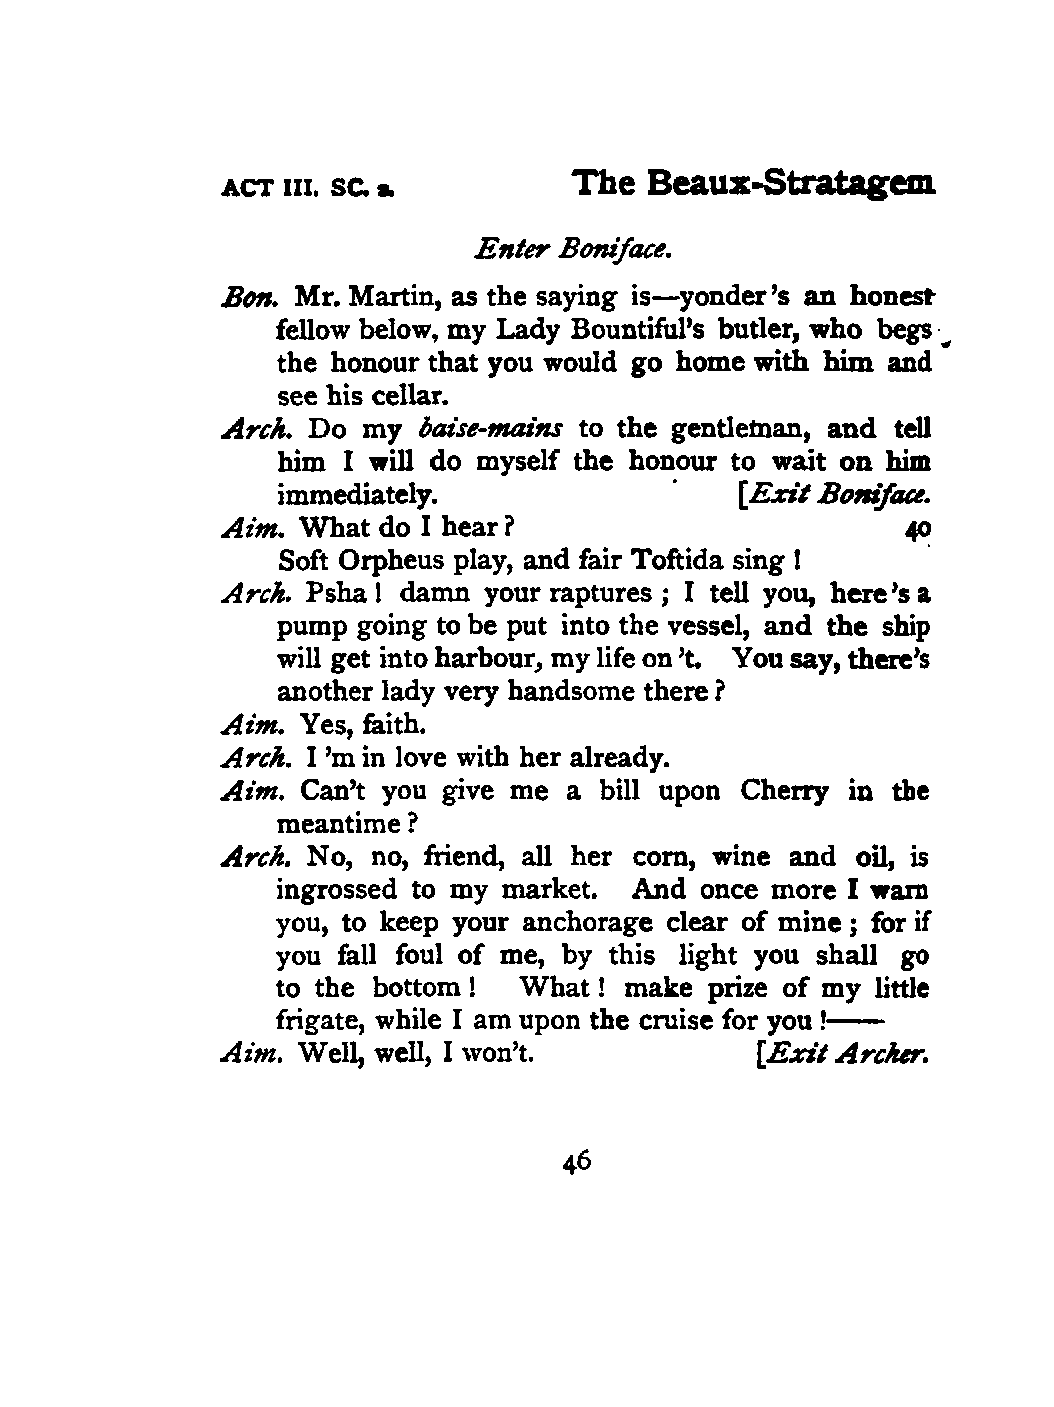 ACT III. SC. 2. The Beaux-Stratagem
Enter Boniface.
Bon. Mr. Martin, as the saying is—yonder's an honest
fellow below, my Lady Bountiful's butler, who begs
the honour that you would go home with him and
see his cellar.
Arch. Do my baise-mains to the gentleman, and tell
him I will do myself the honour to wait on him
immediately. [Exit Boniface.
Aim. What do I hear? 40
Soft Orpheus play, and fair Toftida sing!
Arch. Psha! damn your raptures; I tell you, here's a
pump going to be put into the vessel, and the ship
will get into harbour, my life on't. You say, there's
another lady very handsome there?
Aim. Yes, faith.
Arch. I'm in love with her already.
Aim. Can't you give me a bill upon Cherry in the
meantime?
Arch. No, no, friend, all her corn, wine and oil, is
ingrossed to my market. And once more I warn
you, to keep your anchorage clear of mine; for if
you fall foul of me, by this light you shall go
to the bottom! What! make prize of my little
frigate, while I am upon the cruise for you!——
Aim. Well, well, I won't. [Exit Archer.
46